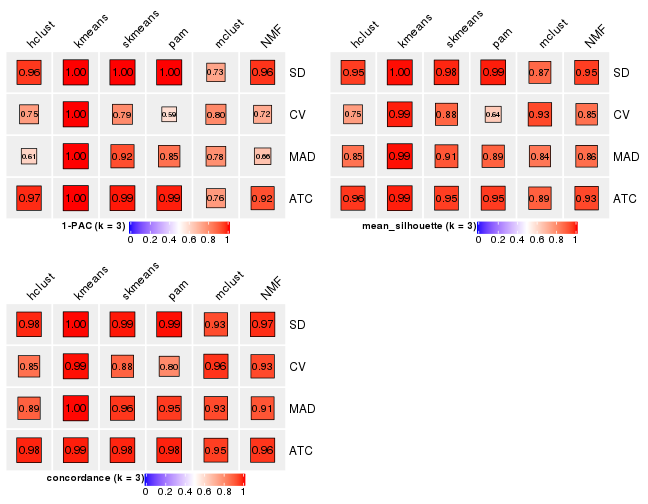 hclust kmeans skmeans pam mclust NMF
0.96 1.00 1.00 1.00 0.73 0.96 SD
0.75 1.00 0.79 0.59 0.80 0.72 CV
0.61 1.00 0.92 0.85 0.78 0.66 MAD
0.97 1.00 0.99 0.99 0.76 0.92 ATC
1-PAC (k = 3)
0 0.2 0.4 0.6 0.8 1
hclust kmeans skmeans pam mclust NMF
0.95 1.00 0.98 0.99 0.87 0.95 SD
0.75 0.99 0.88 0.64 0.93 0.85 CV
0.85 0.99 0.91 0.89 0.84 0.86 MAD
0.96 0.99 0.95 0.95 0.89 0.93 ATC
mean_silhouette (k = 3)
0 0.2 0.4 0.6 0.8 1
hclust kmeans skmeans pam mclust NMF
0.98 1.00 0.99 0.99 0.93 0.97 SD
0.85 0.99 0.88 0.80 0.96 0.93 CV
0.89 1.00 0.96 0.95 0.93 0.91 MAD
0.98 0.99 0.98 0.98 0.95 0.96 ATC
concordance (k = 3)
0 0.2 0.4 0.6 0.8 1